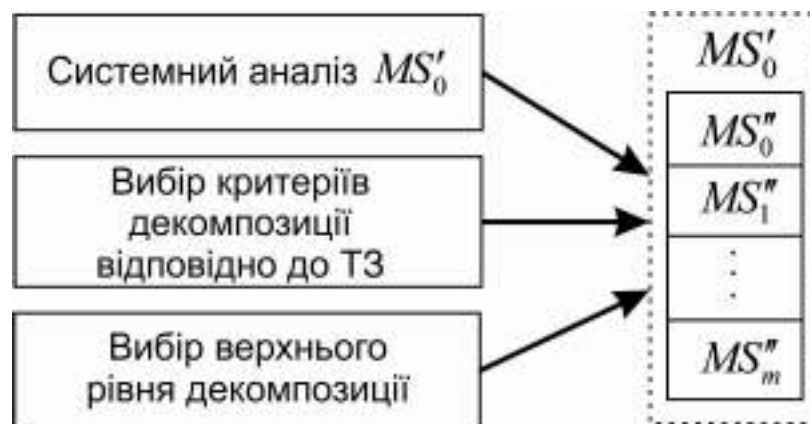 Системний аналіз MS′₀
Вибір критеріїв
декомпозиції
відповідно до ТЗ
Вибір верхнього
рівня декомпозиції
MS′₀
MS″₀
MS″₁
⋮
MS″ₘ